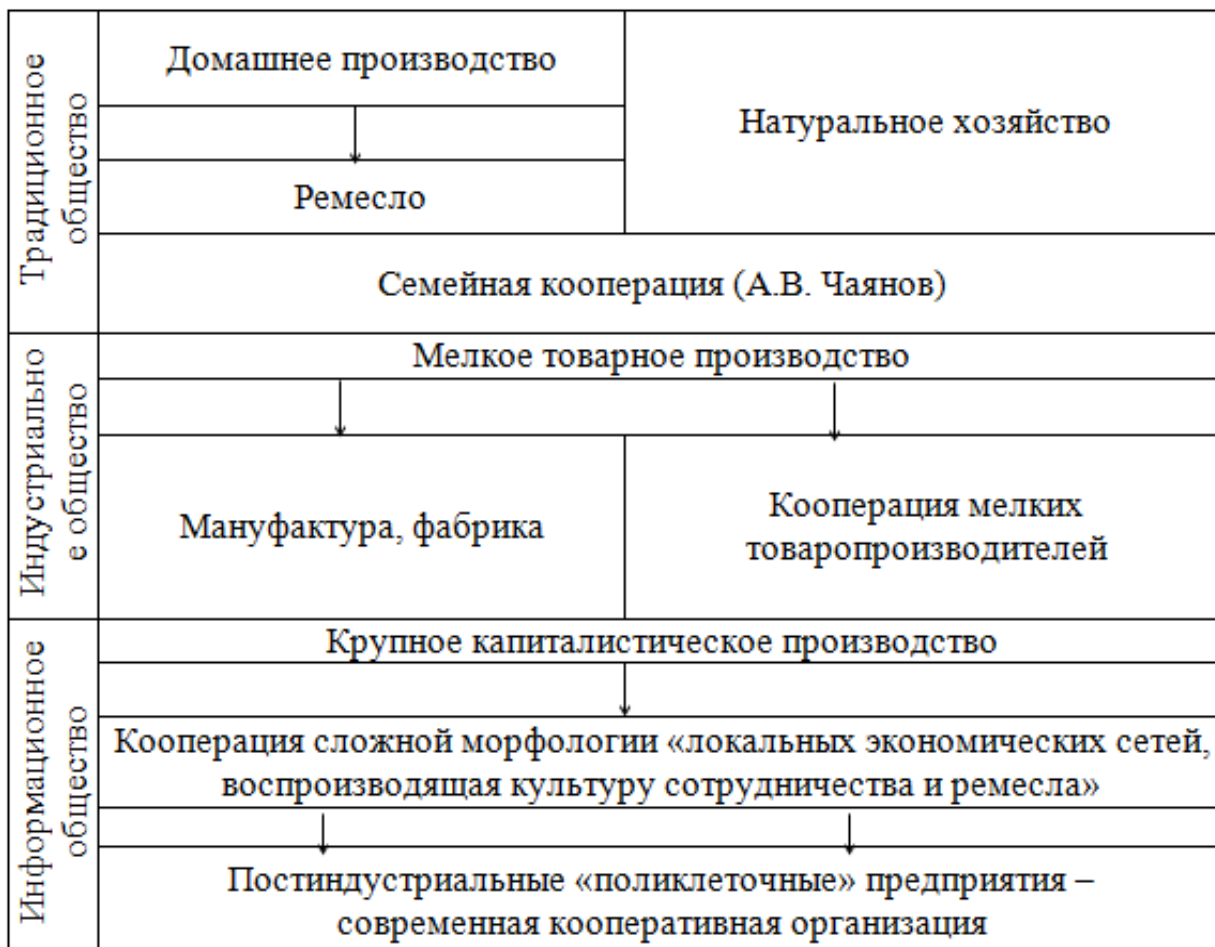 Традиционное
общество
Домашнее производство
Натуральное хозяйство
Ремесло
Семейная кооперация (А.В. Чаянов)
Индустриально
е общество
Мелкое товарное производство
Мануфактура, фабрика
Кооперация мелких
товаропроизводителей
Информационное
общество
Крупное капиталистическое производство
Кооперация сложной морфологии «локальных экономических сетей,
воспроизводящая культуру сотрудничества и ремесла»
Постиндустриальные «поликлеточные» предприятия –
современная кооперативная организация